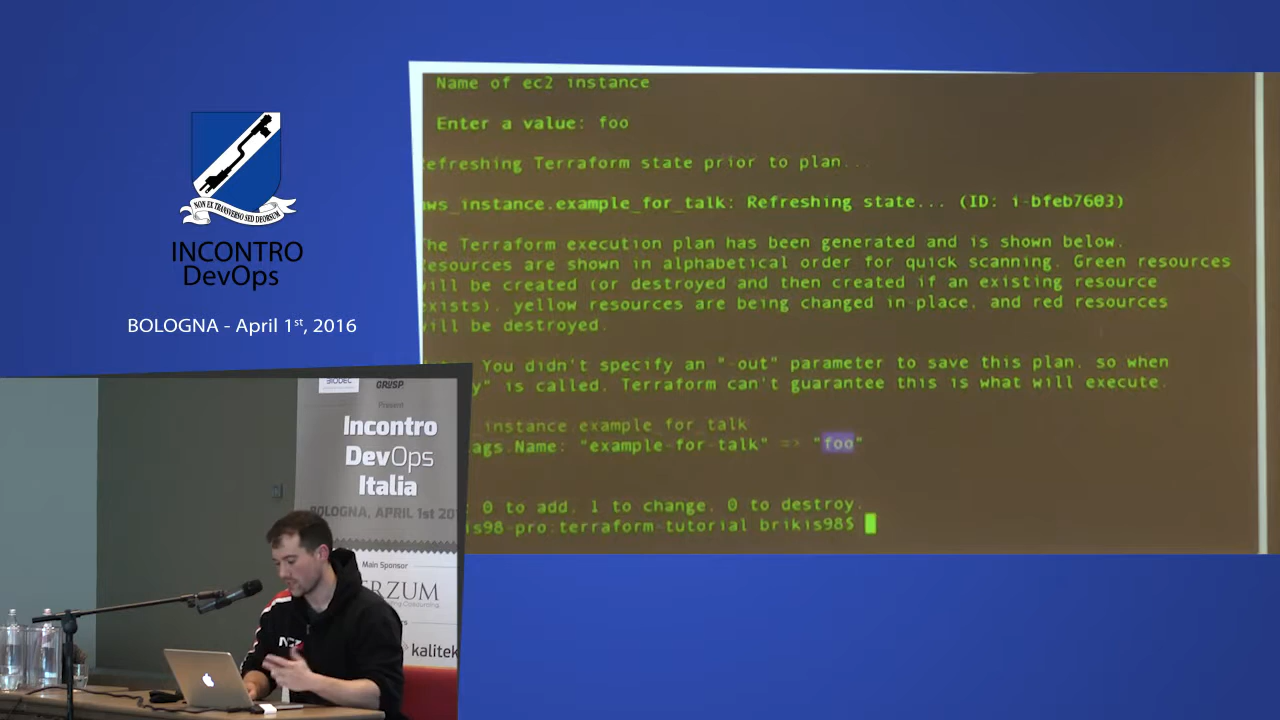 NON EX TRANSVERSO SED DEORSUM
INCONTRO
DevOps
BOLOGNA - April 1st, 2016
Name of ec2 instance
Enter a value: foo
efreshing Terraform state prior to plan...
ws_instance.example_for_talk: Refreshing state... (ID: i-bfeb7603)
he Terraform execution plan has been generated and is shown below.
esources are shown in alphabetical order for quick scanning. Green resources
ill be created (or destroyed and then created if an existing resource
xists), yellow resources are being changed in-place, and red resources
ill be destroyed.
You didn't specify an "-out" parameter to save this plan, so when
y" is called, Terraform can't guarantee this is what will execute.
_instance.example_for_talk
ags.Name: "example-for-talk" => "foo"
: 0 to add, 1 to change, 0 to destroy.
is98-pro:terraform-tutorial brikis98$
BIODEC
GRUSP
Present
Incontro
DevOps
Italia
BOLOGNA, APRIL 1st 201
Main Sponsor
ERZUM
kalitek